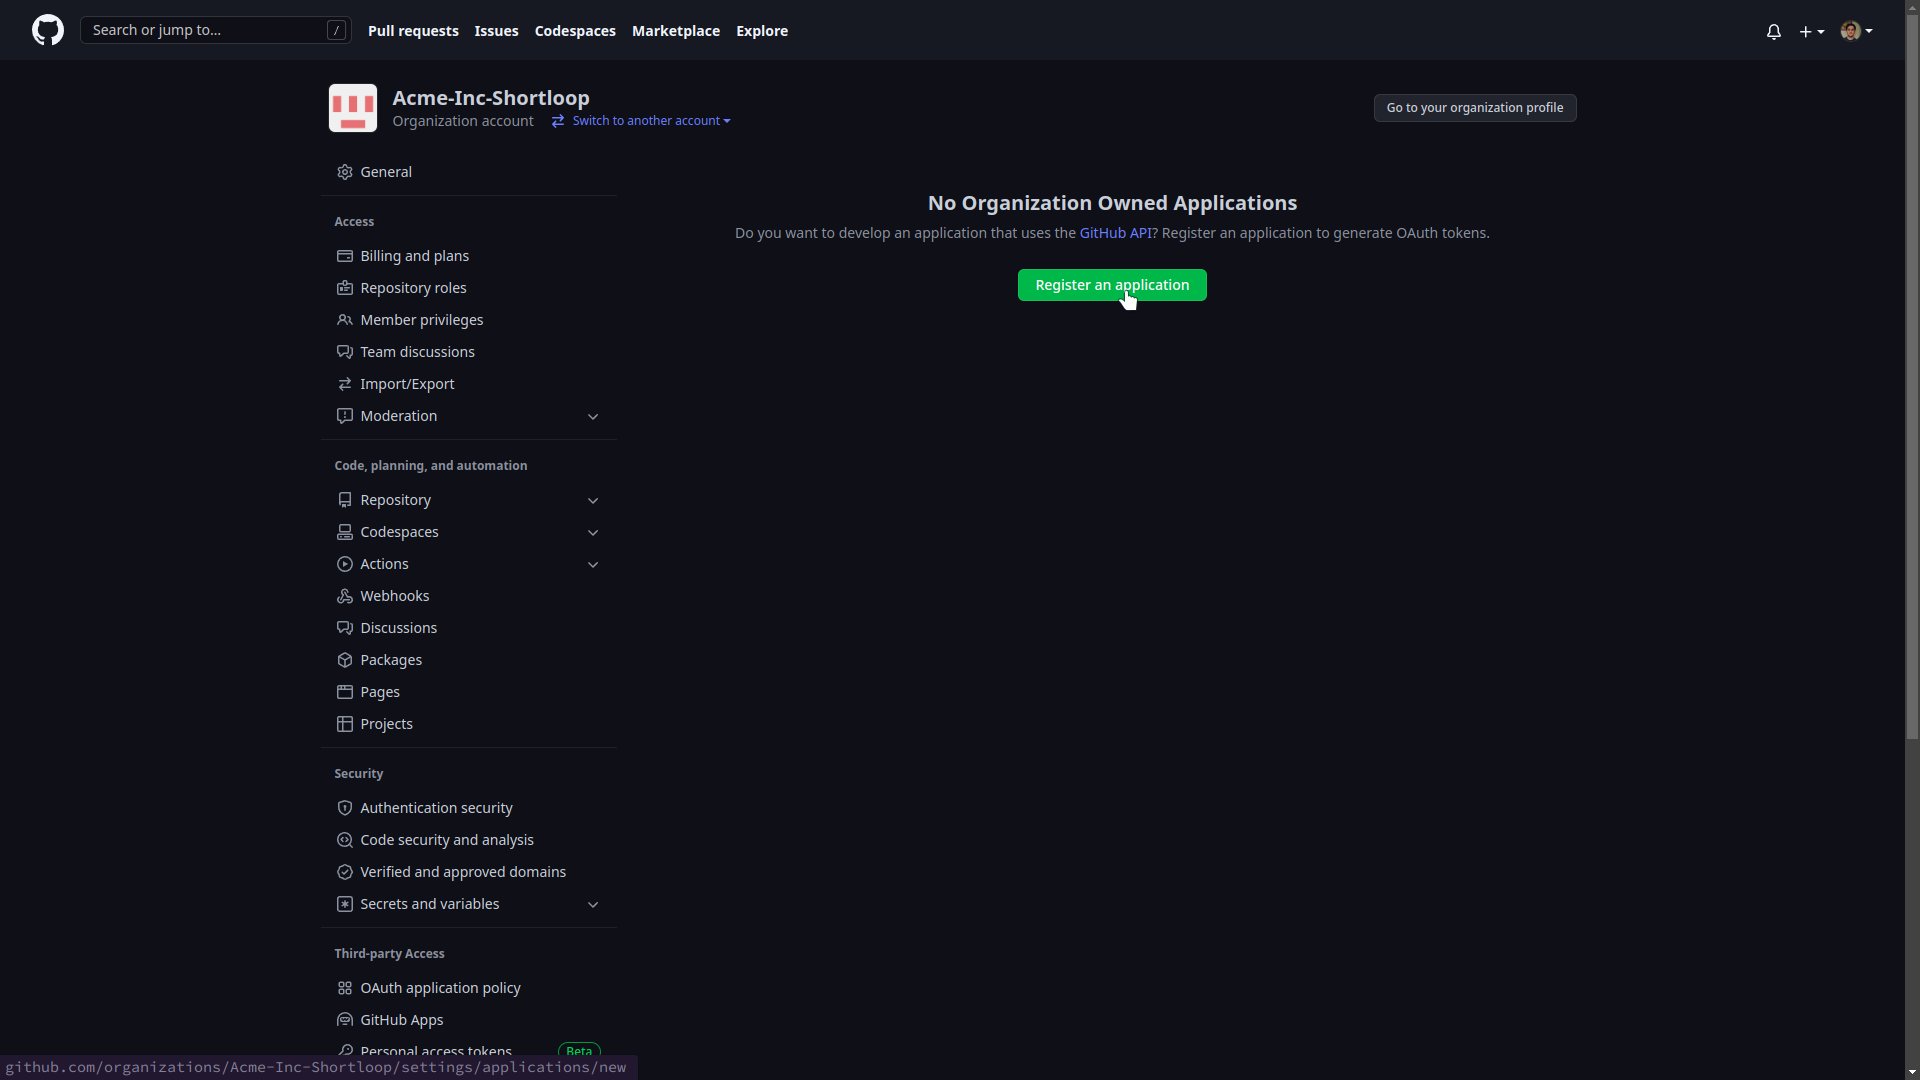 Search or jump to... /
Pull requests Issues Codespaces Marketplace Explore
Acme-Inc-Shortloop
Organization account Switch to another account
Go to your organization profile
General
Access
Billing and plans
Repository roles
Member privileges
Team discussions
Import/Export
Moderation
Code, planning, and automation
Repository
Codespaces
Actions
Webhooks
Discussions
Packages
Pages
Projects
Security
Authentication security
Code security and analysis
Verified and approved domains
Secrets and variables
Third-party Access
OAuth application policy
GitHub Apps
Personal access tokens Beta
No Organization Owned Applications
Do you want to develop an application that uses the GitHub API? Register an application to generate OAuth tokens.
Register an application
github.com/organizations/Acme-Inc-Shortloop/settings/applications/new